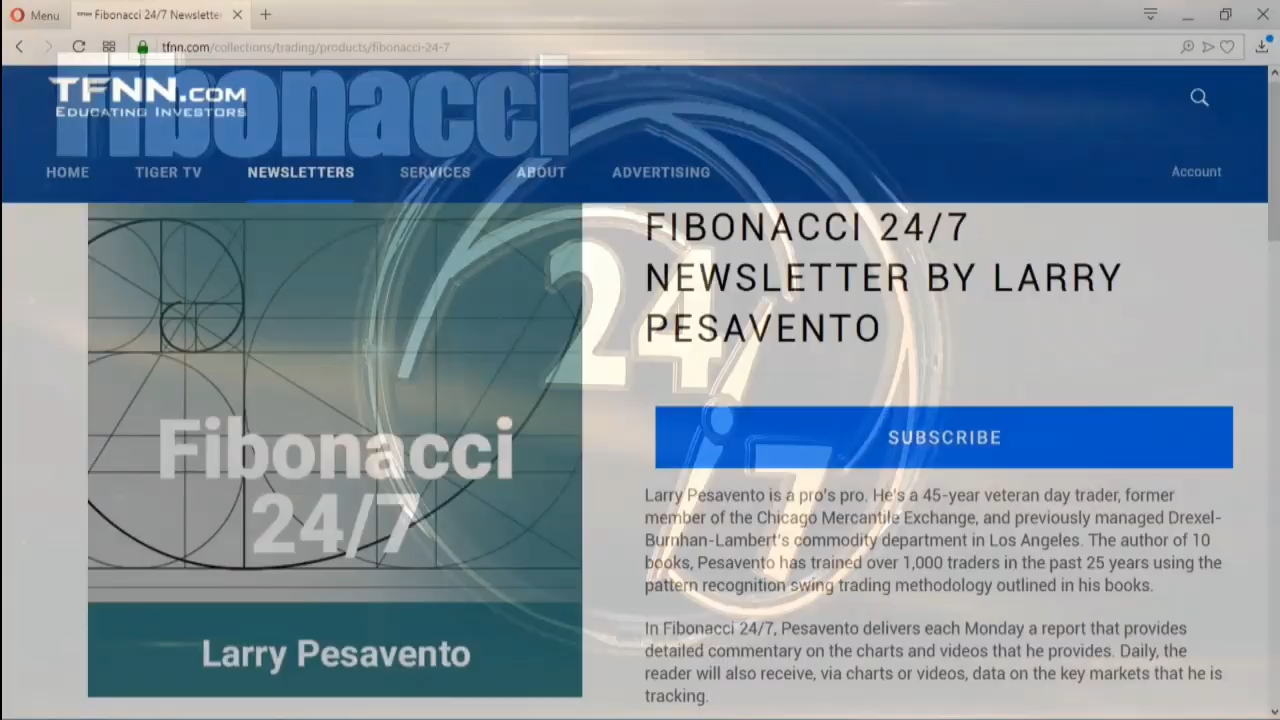 Menu
Fibonacci 24/7 Newsletter
tfnn.com/collections/trading/products/fibonacci-24-7
Fibonacci
TFNN.COM
EDUCATING INVESTORS
HOME TIGER TV NEWSLETTERS SERVICES ABOUT ADVERTISING Account
24
7
Fibonacci
24/7
Larry Pesavento
FIBONACCI 24/7
NEWSLETTER BY LARRY
PESAVENTO
SUBSCRIBE
Larry Pesavento is a pro's pro. He's a 45-year veteran day trader, former
member of the Chicago Mercantile Exchange, and previously managed Drexel-
Burnhan-Lambert's commodity department in Los Angeles. The author of 10
books, Pesavento has trained over 1,000 traders in the past 25 years using the
pattern recognition swing trading methodology outlined in his books.
In Fibonacci 24/7, Pesavento delivers each Monday a report that provides
detailed commentary on the charts and videos that he provides. Daily, the
reader will also receive, via charts or videos, data on the key markets that he is
tracking.